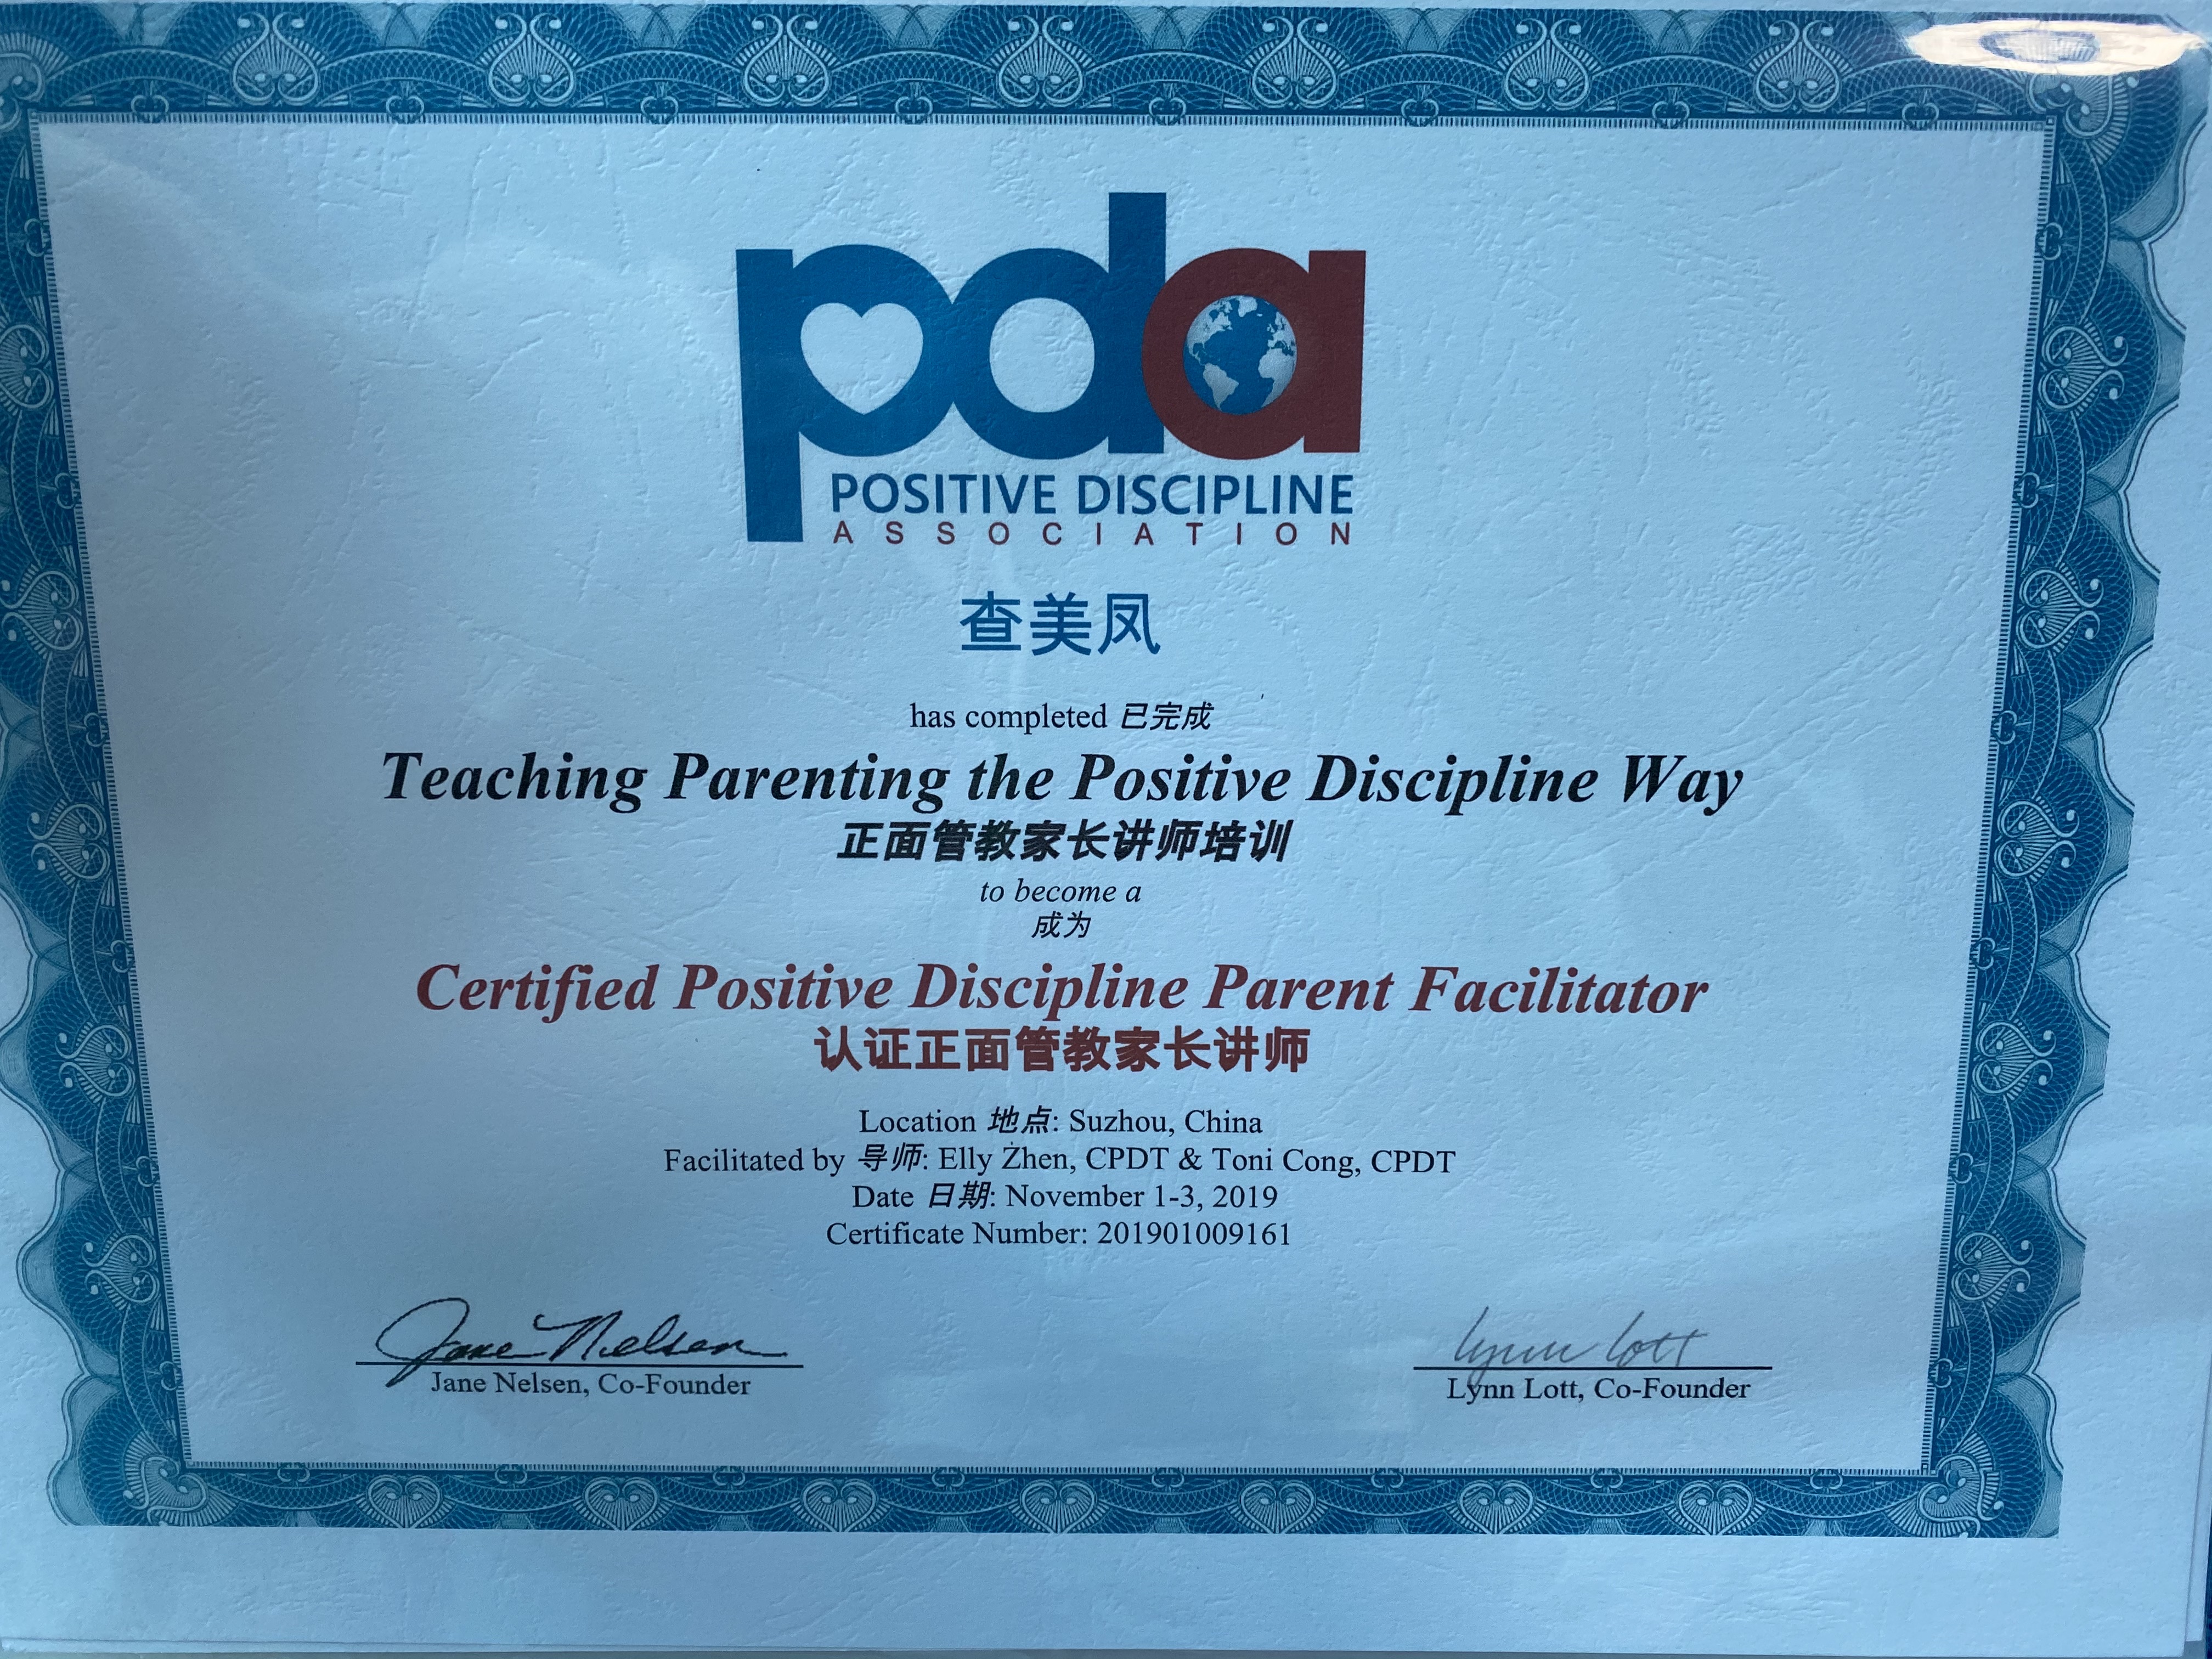 pda
POSITIVE DISCIPLINE
ASSOCIATION
查美凤
has completed 已完成
Teaching Parenting the Positive Discipline Way
正面管教家长讲师培训
to become a
成为
Certified Positive Discipline Parent Facilitator
认证正面管教家长讲师
Location 地点: Suzhou, China
Facilitated by 导师: Elly Zhen, CPDT & Toni Cong, CPDT
Date 日期: November 1-3, 2019
Certificate Number: 201901009161
Jane Nelsen
Jane Nelsen, Co-Founder
Lynn Lott
Lynn Lott, Co-Founder